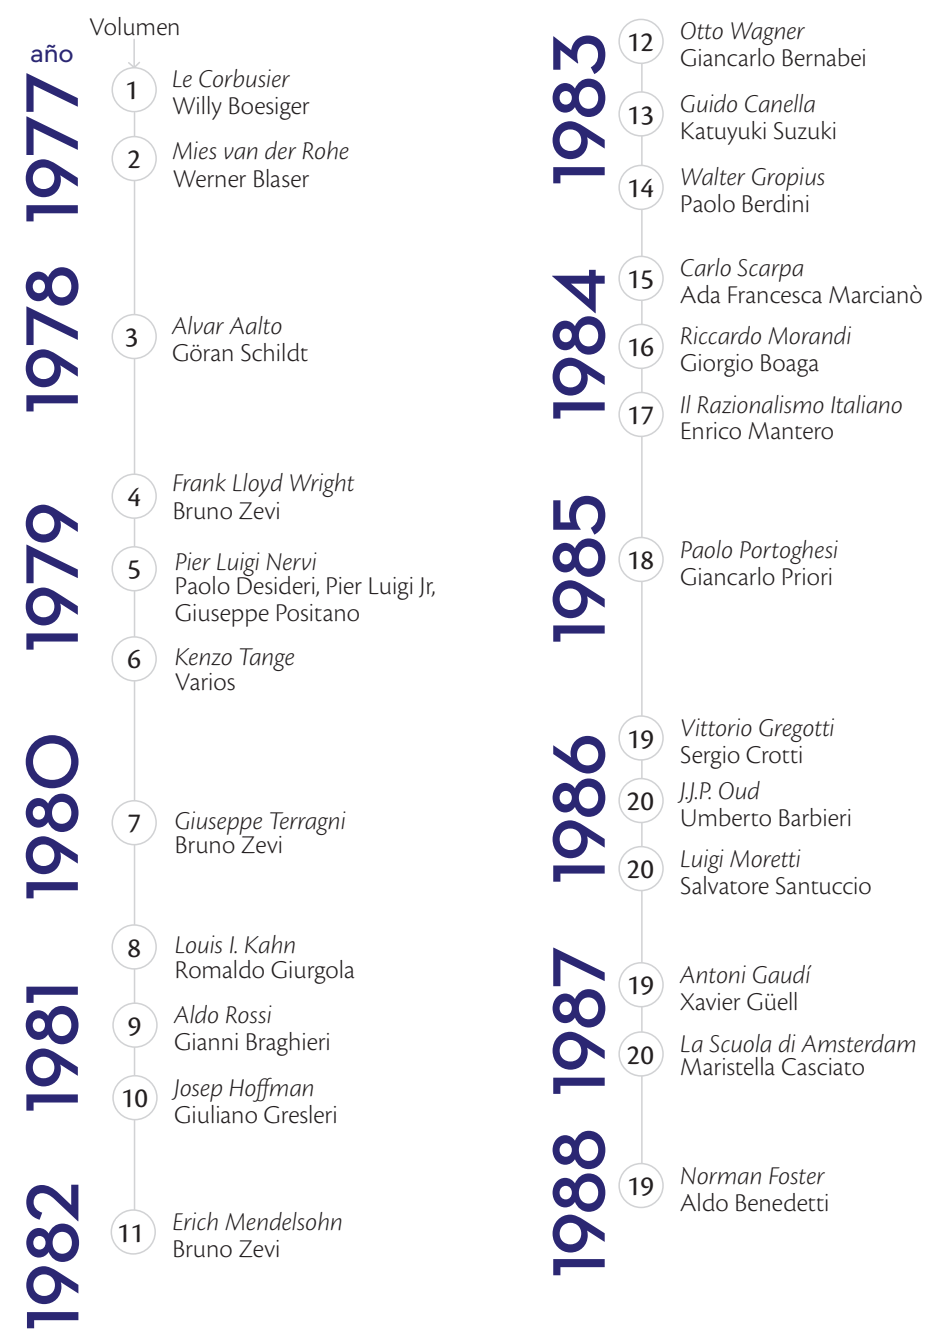 Volumen
año
1977
1
Le Corbusier
Willy Boesiger
2
Mies van der Rohe
Werner Blaser
1978
3
Alvar Aalto
Göran Schildt
1979
4
Frank Lloyd Wright
Bruno Zevi
5
Pier Luigi Nervi
Paolo Desideri, Pier Luigi Jr,
Giuseppe Positano
6
Kenzo Tange
Varios
1980
7
Giuseppe Terragni
Bruno Zevi
1981
8
Louis I. Kahn
Romaldo Giurgola
9
Aldo Rossi
Gianni Braghieri
10
Josep Hoffman
Giuliano Gresleri
1982
11
Erich Mendelsohn
Bruno Zevi
1983
12
Otto Wagner
Giancarlo Bernabei
13
Guido Canella
Katuyuki Suzuki
14
Walter Gropius
Paolo Berdini
1984
15
Carlo Scarpa
Ada Francesca Marcianò
16
Riccardo Morandi
Giorgio Boaga
17
Il Razionalismo Italiano
Enrico Mantero
1985
18
Paolo Portoghesi
Giancarlo Priori
1986
19
Vittorio Gregotti
Sergio Crotti
20
J.J.P. Oud
Umberto Barbieri
20
Luigi Moretti
Salvatore Santuccio
1987
19
Antoni Gaudí
Xavier Güell
20
La Scuola di Amsterdam
Maristella Casciato
1988
19
Norman Foster
Aldo Benedetti